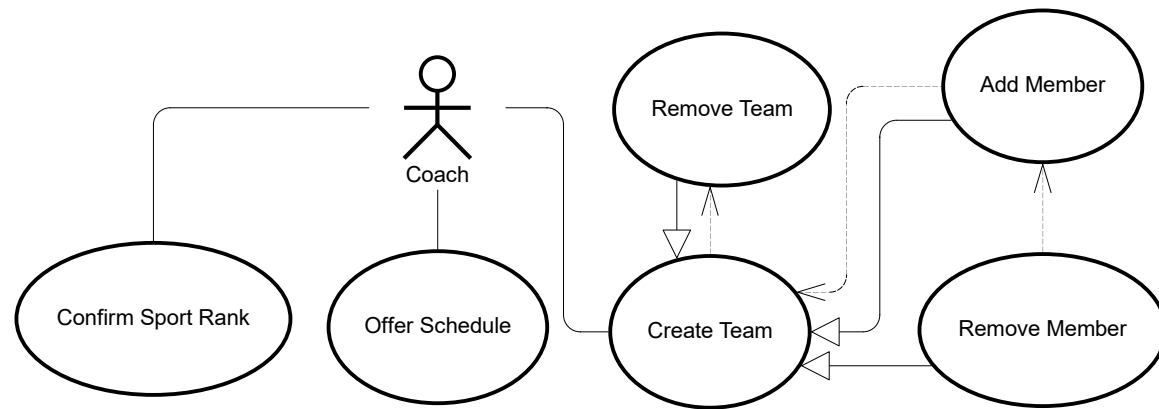 Remove Team
Add Member
Coach
Confirm Sport Rank
Offer Schedule
Create Team
Remove Member